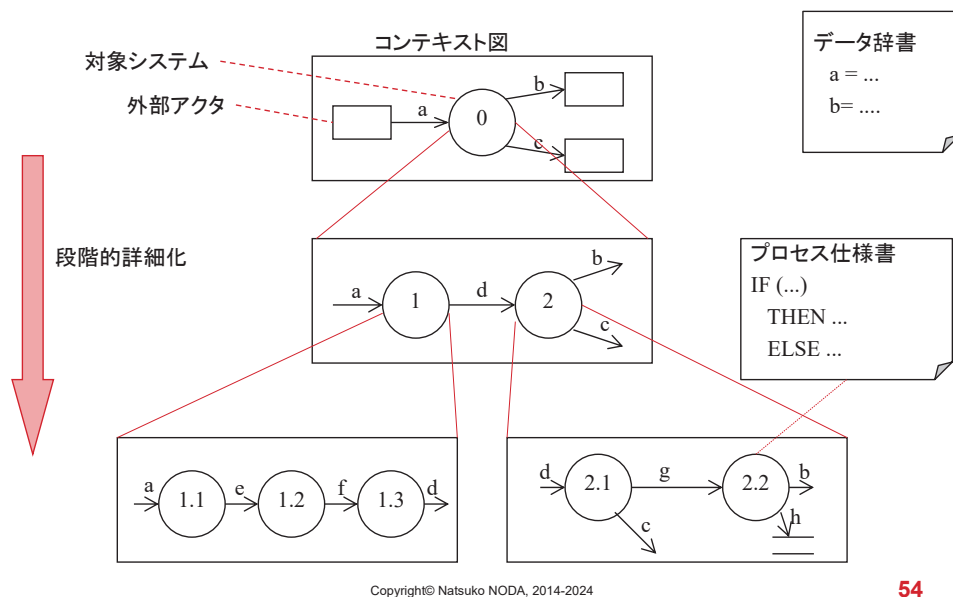 コンテキスト図
対象システム
外部アクタ
a
0
b
c
データ辞書
a = ...
b= ....
段階的詳細化
a
1
d
2
b
c
プロセス仕様書
IF (...)
THEN ...
ELSE ...
a
1.1
e
1.2
f
1.3
d
d
2.1
g
2.2
b
c
h
Copyright© Natsuko NODA, 2014-2024
54